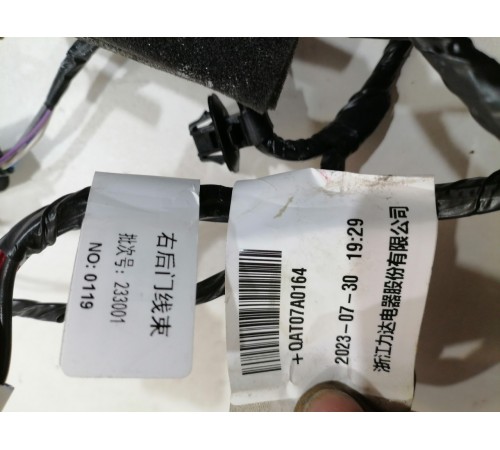 右后门线束
批次号：233001
NO：0119
+QAT07A0164
2023-07-30 19:29
浙江力达电器股份有限公司